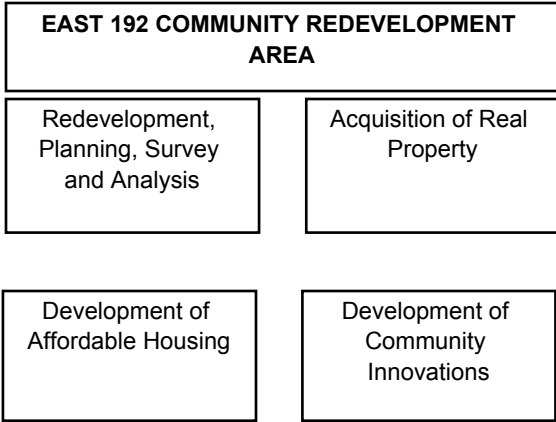 EAST 192 COMMUNITY REDEVELOPMENT
AREA
Redevelopment,
Planning, Survey
and Analysis
Acquisition of Real
Property
Development of
Affordable Housing
Development of
Community
Innovations